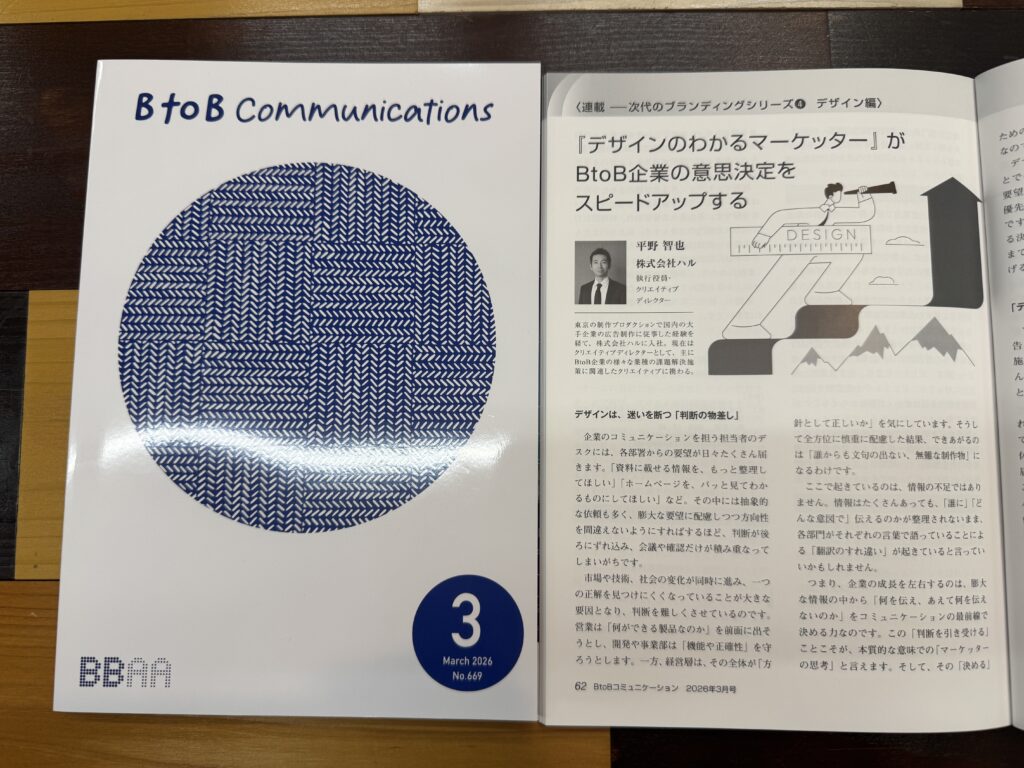 B to B Communications
3
March 2026
No.669
BBAA
〈連載 ──次代のブランディングシリーズ❹ デザイン編〉
『デザインのわかるマーケッター』が
BtoB企業の意思決定を
スピードアップする
DESIGN
平野 智也
株式会社ハル
執行役員・
クリエイティブ
ディレクター
東京の制作プロダクションで国内の大
手企業の広告制作に従事した経験を
経て、株式会社ハルに入社。現在は
クリエイティブディレクターとして、主に
BtoB企業の様々な業種の課題解決施
策に関連したクリエイティブに携わる。
デザインは、迷いを断つ「判断の物差し」
企業のコミュニケーションを担う担当者のデ
スクには、各部署からの要望が日々たくさん届
きます。「資料に載せる情報を、もっと整理し
てほしい」「ホームページを、パッと見てわか
るものにしてほしい」など。その中には抽象的
な依頼も多く、膨大な要望に配慮しつつ方向性
を間違えないようにすればするほど、判断が後
ろにずれ込み、会議や確認だけが積み重なって
しまいがちです。
市場や技術、社会の変化が同時に進み、一つ
の正解を見つけにくくなっていることが大きな
要因となり、判断を難しくさせているのです。
営業は「何ができる製品なのか」を前面に出そ
うとし、開発や事業部は「機能や正確性」を守
ろうとします。一方、経営層は、その全体が「方
針として正しいか」を気にしています。そうし
て全方位に慎重に配慮した結果、できあがるの
は「誰からも文句の出ない、無難な制作物」に
なるわけです。
ここで起きているのは、情報の不足ではあり
ません。情報はたくさんあっても、「誰に」「ど
んな意図で」伝えるのかが整理されないまま、
各部門がそれぞれの言葉で語っていることによ
る「翻訳のすれ違い」が起きていると言ってい
いかもしれません。
つまり、企業の成長を左右するのは、膨大
な情報の中から「何を伝え、あえて何を伝え
ないのか」をコミュニケーションの最前線で
決める力なのです。この「判断を引き受ける」
ことこそが、本質的な意味での「マーケッター
の思考」と言えます。そして、その「決める」
62 BtoBコミュニケーション 2026年3月号
ための
なので
デ
とで
要望
優先
です
る決
まで
げる
「デ
告
施
ん
と